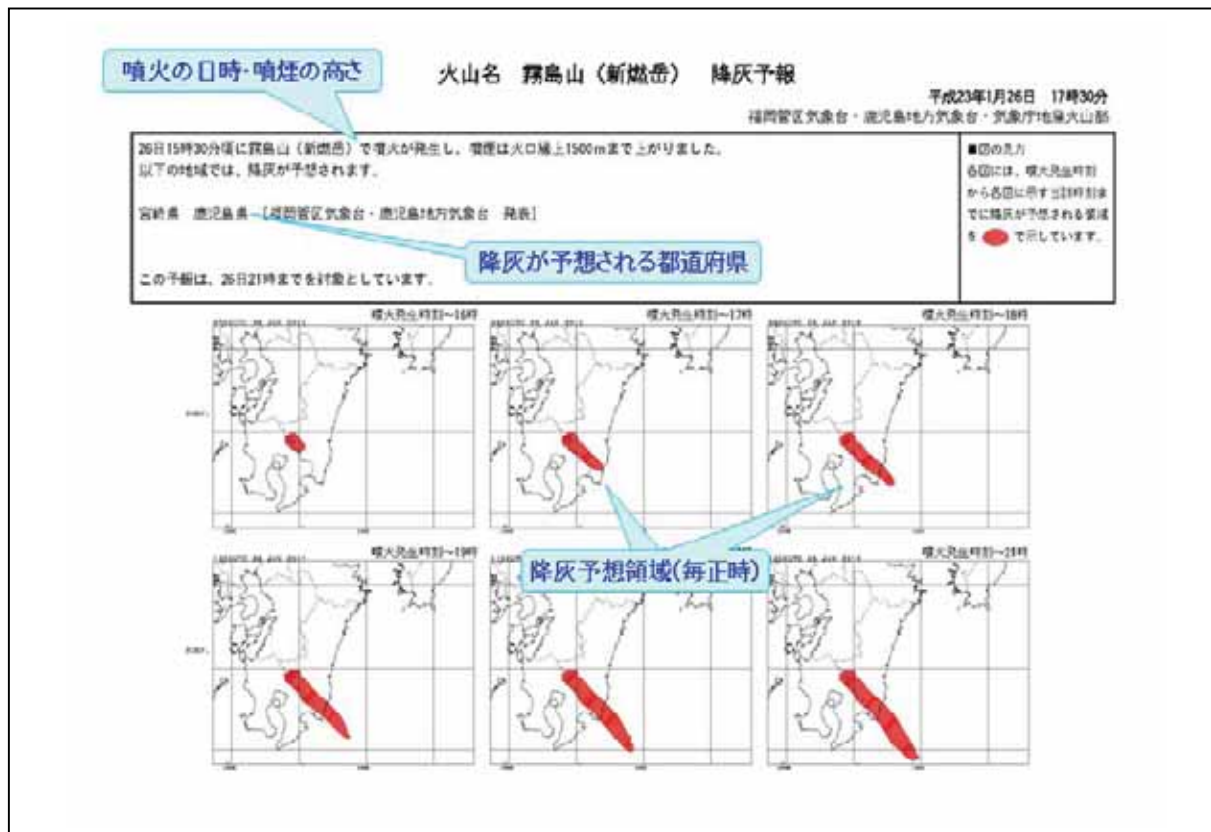 噴火の日時・噴煙の高さ
火山名 霧島山（新燃岳） 降灰予報
平成23年1月26日 17時30分
福岡管区気象台・鹿児島地方気象台・気象庁地震火山部
26日15時30分頃に霧島山（新燃岳）で噴火が発生し、噴煙は火口縁上1500mまで上がりました。
以下の地域では、降灰が予想されます。
宮崎県 鹿児島県 [福岡管区気象台・鹿児島地方気象台 発表]
降灰が予想される都道府県
この予報は、26日21時までを対象としています。
■図の見方
各図には、噴火発生時刻
から各図に示す当該時刻ま
でに降灰が予想される領域
を で示しています。
噴火発生時刻～16時
噴火発生時刻～17時
噴火発生時刻～18時
噴火発生時刻～19時
噴火発生時刻～21時
降灰予想領域(毎正時)